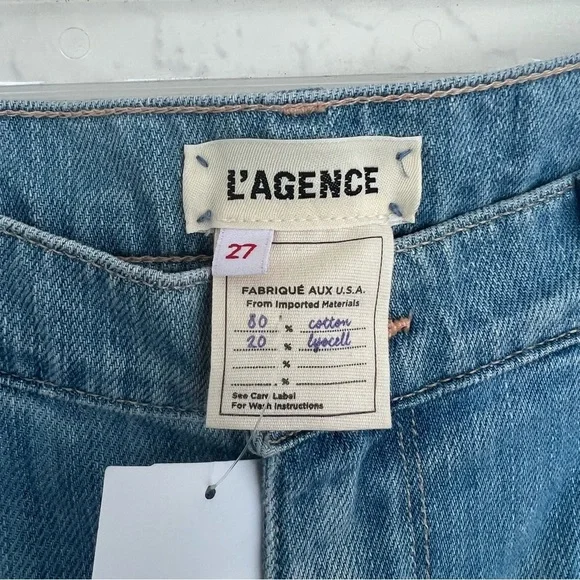 L'AGENCE
27
FABRIQUÉ AUX U.S.A.
From Imported Materials
80 % cotton
20 % lyocell
%
%
See Care Label
For Wash Instructions